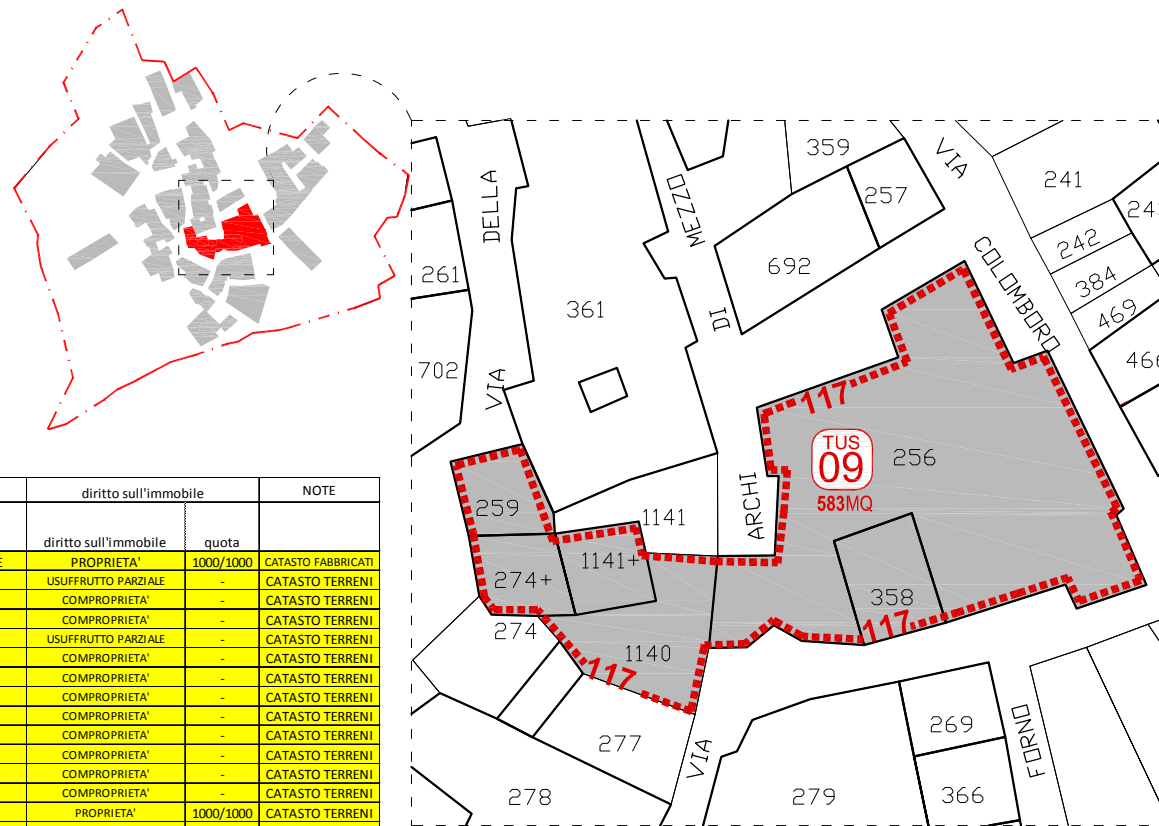 359
VIA
257
241
24
DELLA
MEZZO
242
COLOMBORO
261
692
384
361
DI
469
702
466
VIA
117
TUS
09
583MQ
256
259
ARCHI
1141
274+
1141+
358
117
274
1140
117
277
VIA
269
FORNO
278
279
366
diritto sull'immobile NOTE
diritto sull'immobile quota
E PROPRIETA' 1000/1000 CATASTO FABBRICATI
USUFFRUTTO PARZIALE - CATASTO TERRENI
COMPROPRIETA' - CATASTO TERRENI
COMPROPRIETA' - CATASTO TERRENI
USUFFRUTTO PARZIALE - CATASTO TERRENI
COMPROPRIETA' - CATASTO TERRENI
COMPROPRIETA' - CATASTO TERRENI
COMPROPRIETA' - CATASTO TERRENI
COMPROPRIETA' - CATASTO TERRENI
COMPROPRIETA' - CATASTO TERRENI
COMPROPRIETA' - CATASTO TERRENI
COMPROPRIETA' - CATASTO TERRENI
COMPROPRIETA' - CATASTO TERRENI
PROPRIETA' 1000/1000 CATASTO TERRENI